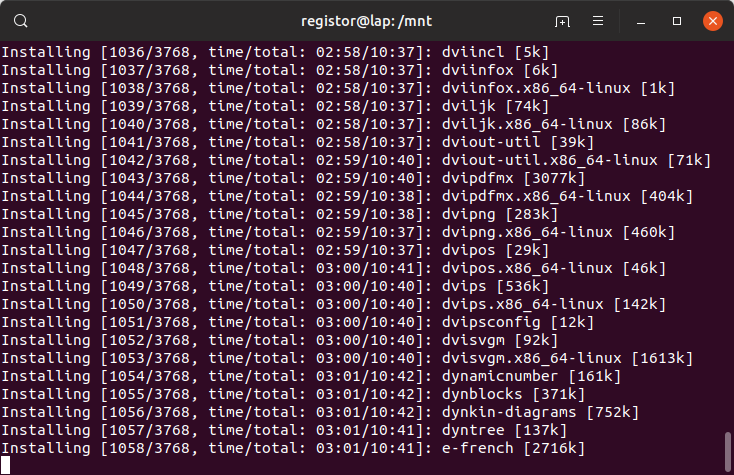 registor@lap: /mnt
Installing [1036/3768, time/total: 02:58/10:37]: dviincl [5k]
Installing [1037/3768, time/total: 02:58/10:37]: dviinfox [6k]
Installing [1038/3768, time/total: 02:58/10:37]: dviinfox.x86_64-linux [1k]
Installing [1039/3768, time/total: 02:58/10:37]: dviljk [74k]
Installing [1040/3768, time/total: 02:58/10:37]: dviljk.x86_64-linux [86k]
Installing [1041/3768, time/total: 02:58/10:37]: dviout-util [39k]
Installing [1042/3768, time/total: 02:59/10:40]: dviout-util.x86_64-linux [71k]
Installing [1043/3768, time/total: 02:59/10:40]: dvipdfmx [3077k]
Installing [1044/3768, time/total: 02:59/10:38]: dvipdfmx.x86_64-linux [404k]
Installing [1045/3768, time/total: 02:59/10:38]: dvipng [283k]
Installing [1046/3768, time/total: 02:59/10:37]: dvipng.x86_64-linux [460k]
Installing [1047/3768, time/total: 02:59/10:37]: dvipos [29k]
Installing [1048/3768, time/total: 03:00/10:41]: dvipos.x86_64-linux [46k]
Installing [1049/3768, time/total: 03:00/10:40]: dvips [536k]
Installing [1050/3768, time/total: 03:00/10:40]: dvips.x86_64-linux [142k]
Installing [1051/3768, time/total: 03:00/10:40]: dvipsconfig [12k]
Installing [1052/3768, time/total: 03:00/10:40]: dvisvgm [92k]
Installing [1053/3768, time/total: 03:00/10:40]: dvisvgm.x86_64-linux [1613k]
Installing [1054/3768, time/total: 03:01/10:42]: dynamicnumber [161k]
Installing [1055/3768, time/total: 03:01/10:42]: dynblocks [371k]
Installing [1056/3768, time/total: 03:01/10:42]: dynkin-diagrams [752k]
Installing [1057/3768, time/total: 03:01/10:41]: dyntree [137k]
Installing [1058/3768, time/total: 03:01/10:41]: e-french [2716k]